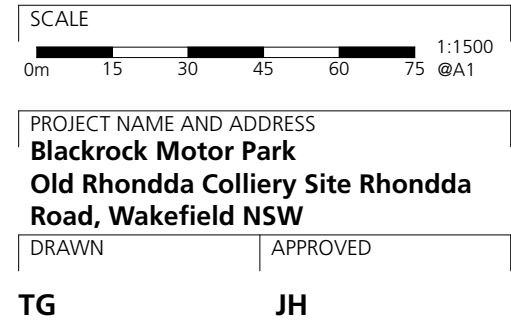 SCALE
1:1500
0m 15 30 45 60 75 @A1
PROJECT NAME AND ADDRESS
Blackrock Motor Park
Old Rhondda Colliery Site Rhondda
Road, Wakefield NSW
DRAWN APPROVED
TG JH